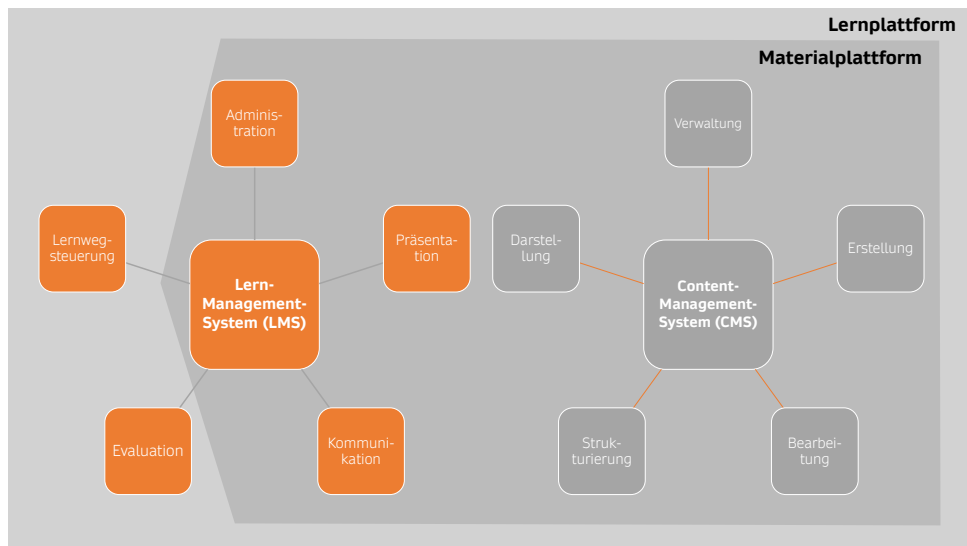 Lernplattform
Materialplattform
Adminis-
tration
Verwaltung
Lernweg-
steuerung
Präsenta-
tion
Darstel-
lung
Erstellung
Lern-
Management-
System (LMS)
Content-
Management-
System (CMS)
Evaluation
Kommuni-
kation
Struk-
turierung
Bearbei-
tung